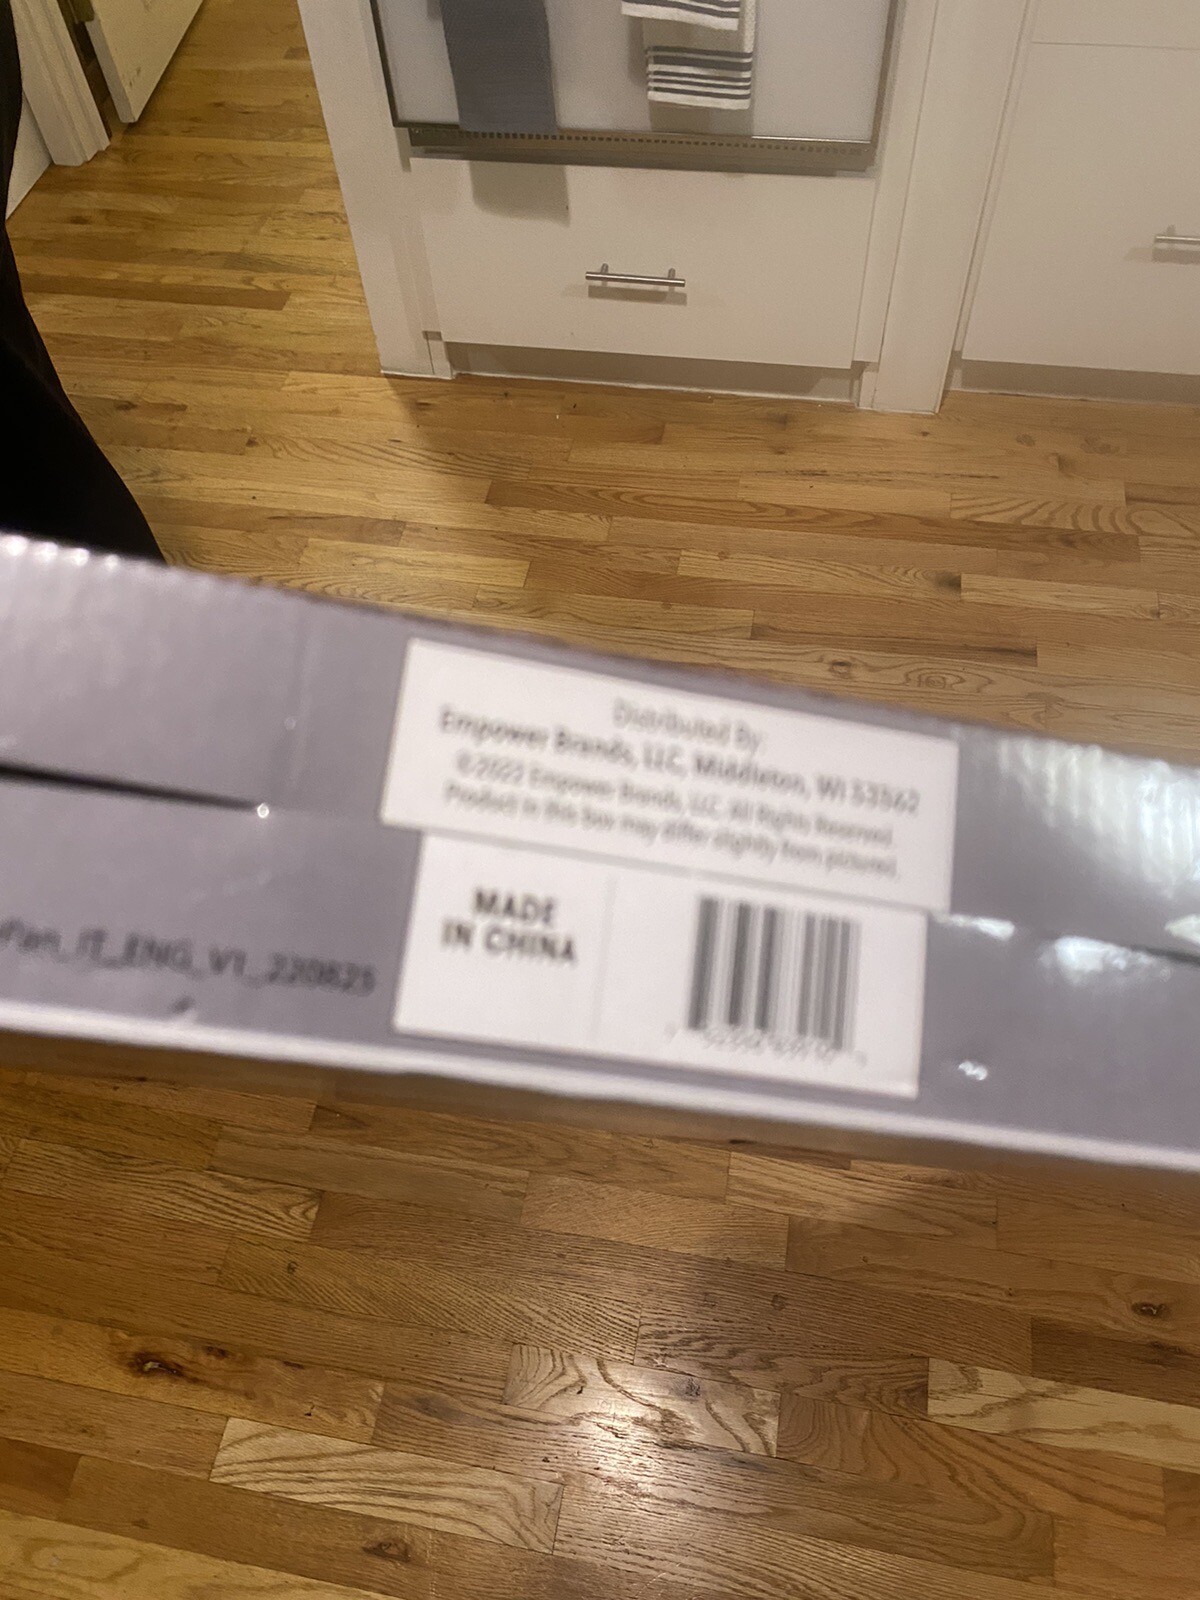 Distributed By
Empower Brands, LLC, Middleton, WI 53562
©2022 Empower Brands, LLC. All Rights Reserved.
Product in this box may differ slightly from pictured.
MADE
IN CHINA
Pan_IT_ENG_V1_220825